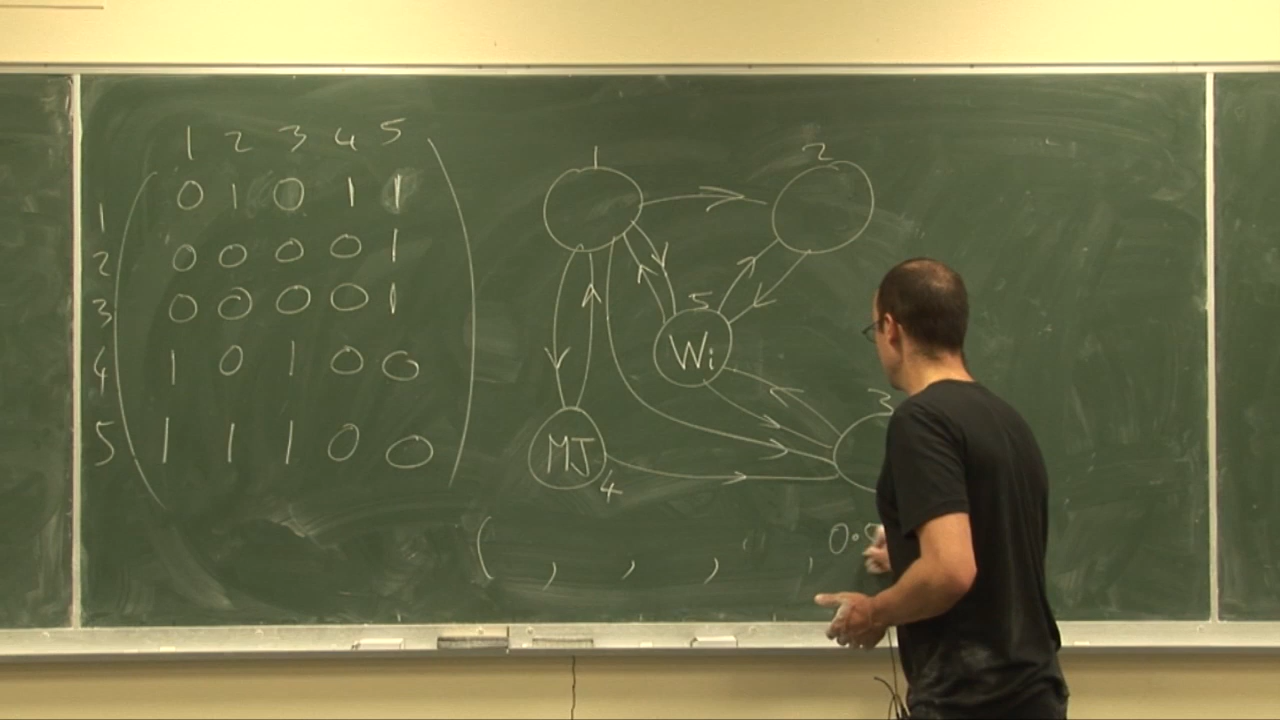 1 2 3 4 5
1 0 1 0 1 1
2 0 0 0 0 1
3 0 0 0 0 1
4 1 0 1 0 0
5 1 1 1 0 0
1
2
5
Wi
3
MJ
4
( , , , ,